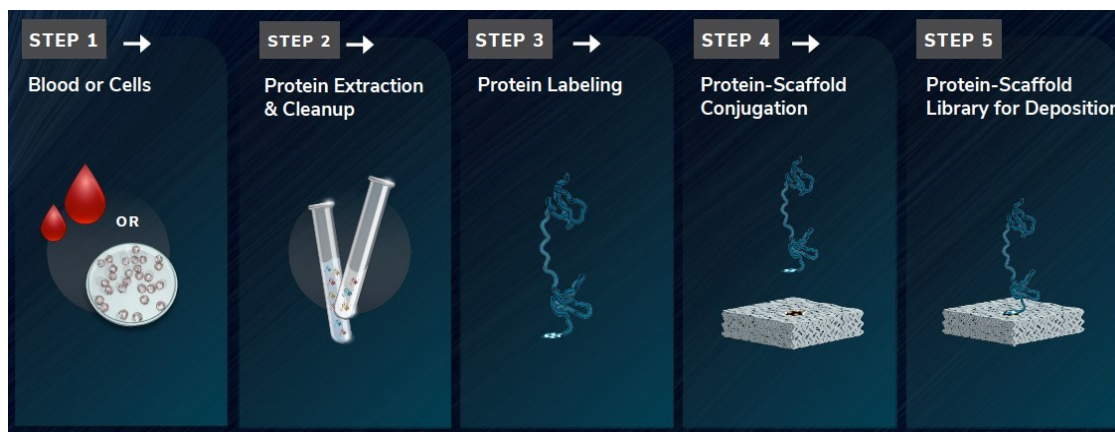 STEP 1
Blood or Cells
OR
STEP 2
Protein Extraction
& Cleanup
STEP 3
Protein Labeling
STEP 4
Protein-Scaffold
Conjugation
STEP 5
Protein-Scaffold
Library for Deposition